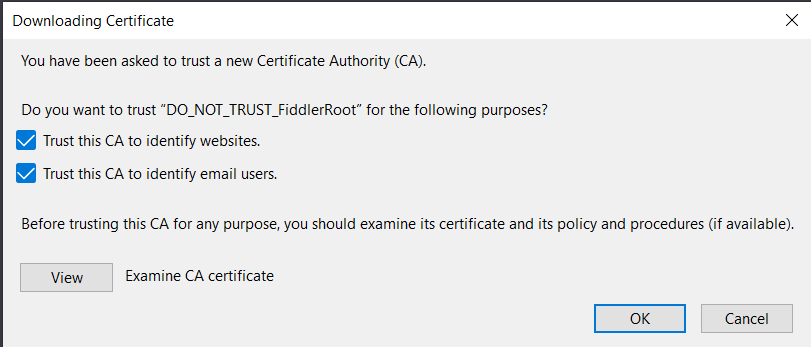 Downloading Certificate
You have been asked to trust a new Certificate Authority (CA).
Do you want to trust “DO_NOT_TRUST_FiddlerRoot” for the following purposes?
Trust this CA to identify websites.
Trust this CA to identify email users.
Before trusting this CA for any purpose, you should examine its certificate and its policy and procedures (if available).
View Examine CA certificate
OK Cancel